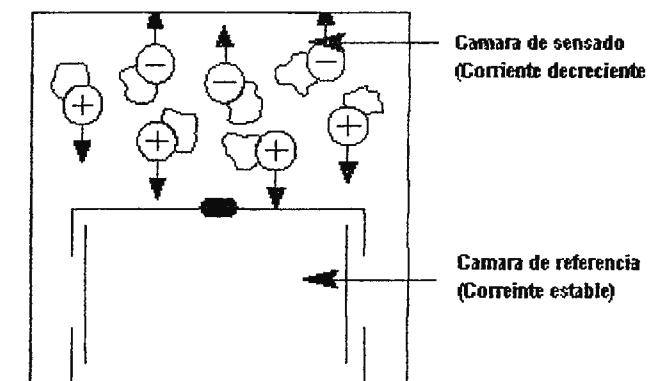 Camara de sensado
(Corriente decreciente
Camara de referencia
(Correinte estable)